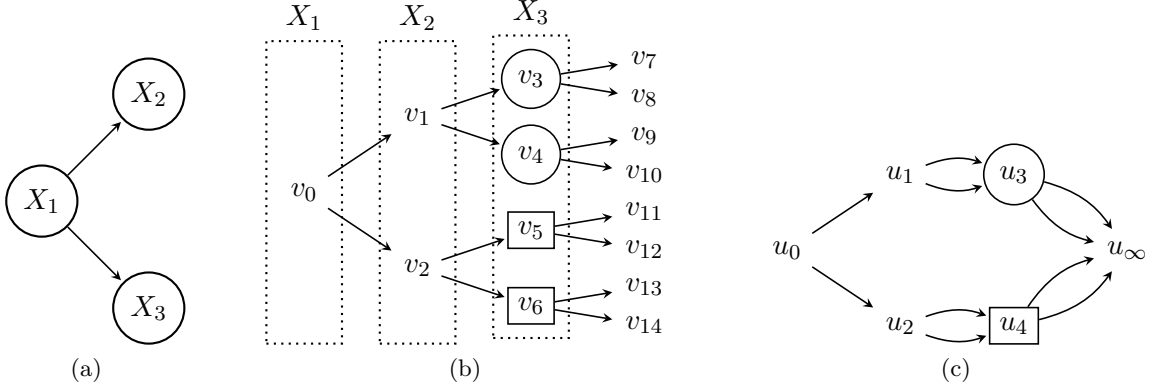 X₁
X₂
X₃
(a)
X₁ X₂ X₃
v₀
v₁
v₂
v₃
v₄
v₅
v₆
v₇
v₈
v₉
v₁₀
v₁₁
v₁₂
v₁₃
v₁₄
(b)
u₀
u₁
u₂
u₃
u₄
u∞
(c)